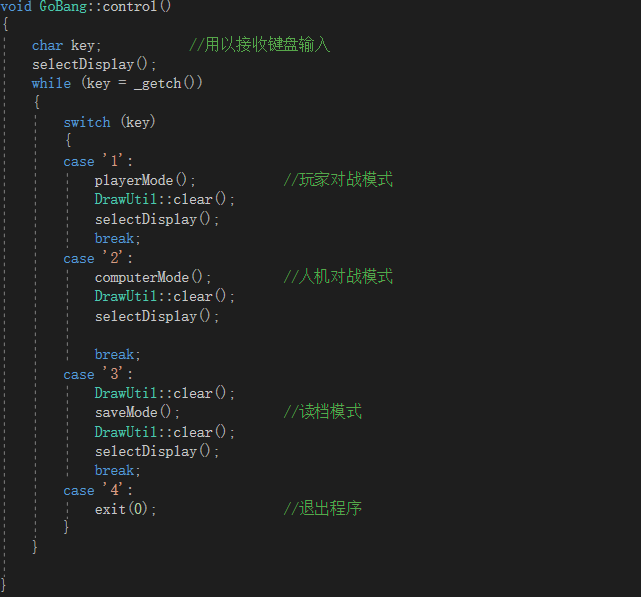 void GoBang::control()
{
char key; //用以接收键盘输入
selectDisplay();
while (key = _getch())
{
switch (key)
{
case '1':
playerMode(); //玩家对战模式
DrawUtil::clear();
selectDisplay();
break;
case '2':
computerMode(); //人机对战模式
DrawUtil::clear();
selectDisplay();
break;
case '3':
DrawUtil::clear();
saveMode(); //读档模式
DrawUtil::clear();
selectDisplay();
break;
case '4':
exit(0); //退出程序
}
}
}